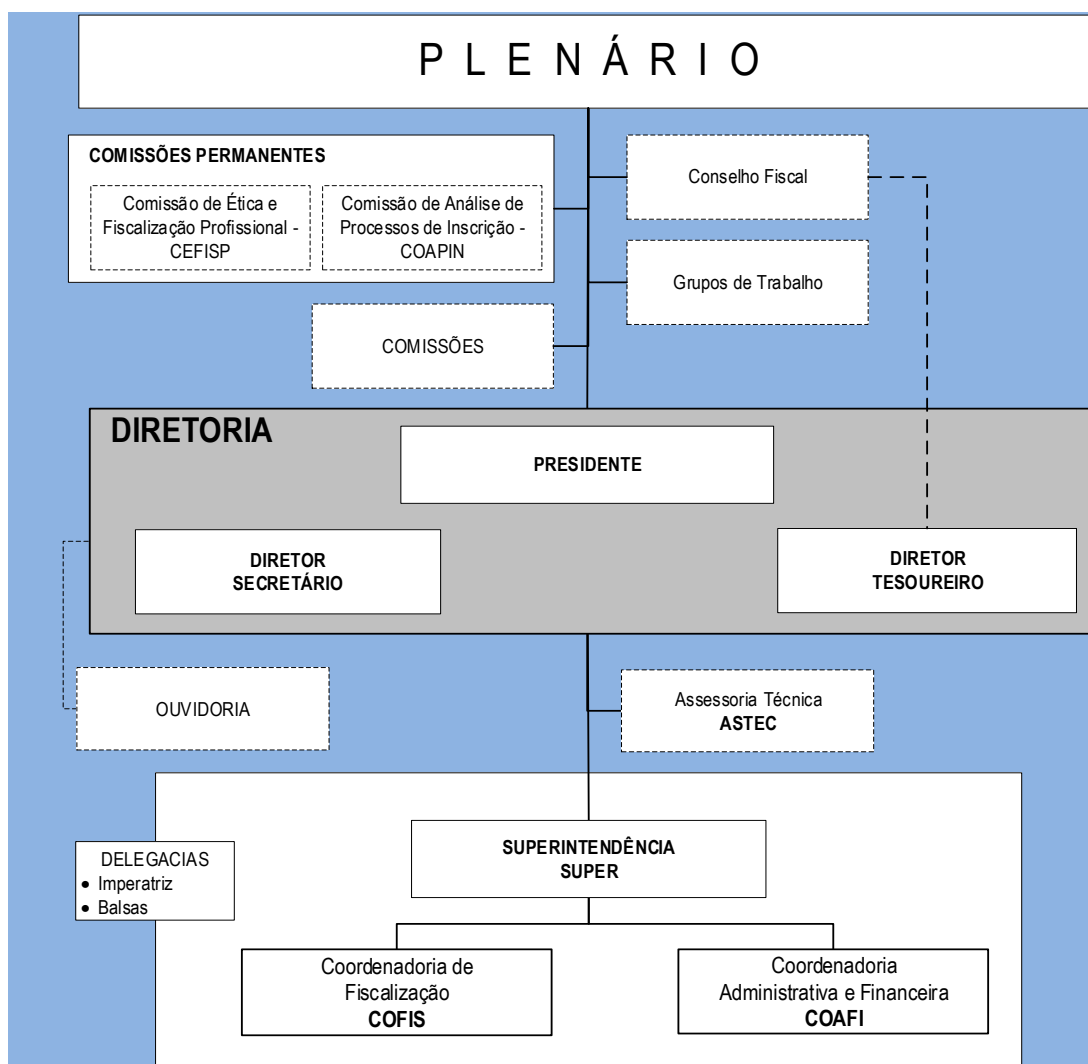 PLENÁRIO
COMISSÕES PERMANENTES
Comissão de Ética e
Fiscalização Profissional -
CEFISP
Comissão de Análise de
Processos de Inscrição -
COAPIN
Conselho Fiscal
Grupos de Trabalho
COMISSÕES
DIRETORIA
PRESIDENTE
DIRETOR
SECRETÁRIO
DIRETOR
TESOUREIRO
OUVIDORIA
Assessoria Técnica
ASTEC
SUPERINTENDÊNCIA
SUPER
DELEGACIAS
● Imperatriz
● Balsas
Coordenadoria de
Fiscalização
COFIS
Coordenadoria
Administrativa e Financeira
COAFI